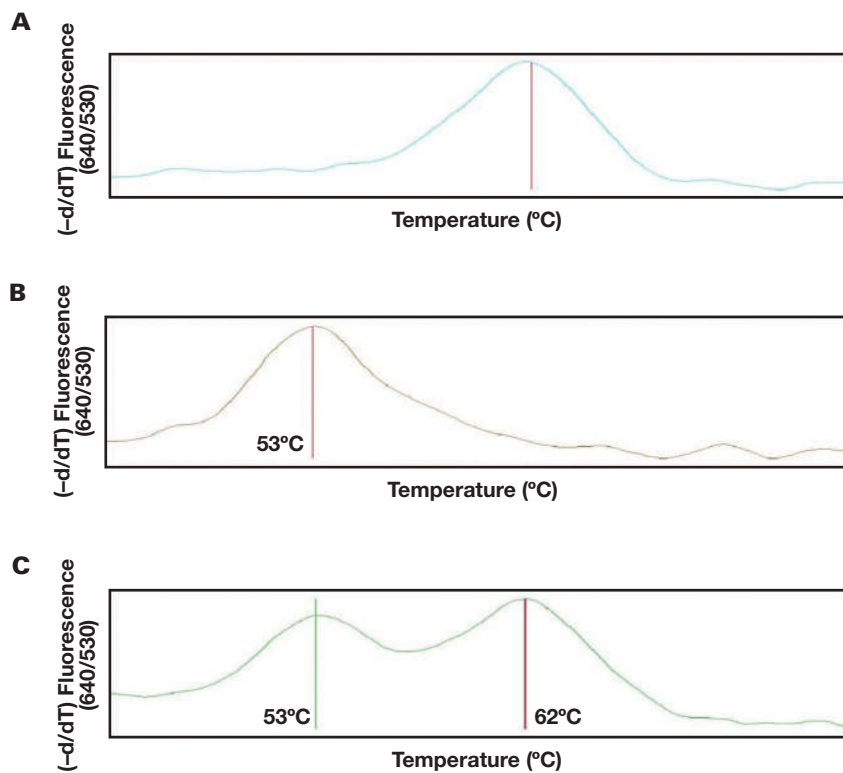 A
(–d/dT) Fluorescence
(640/530)
Temperature (ºC)
B
(–d/dT) Fluorescence
(640/530)
53ºC
Temperature (ºC)
C
(–d/dT) Fluorescence
(640/530)
53ºC
62ºC
Temperature (ºC)